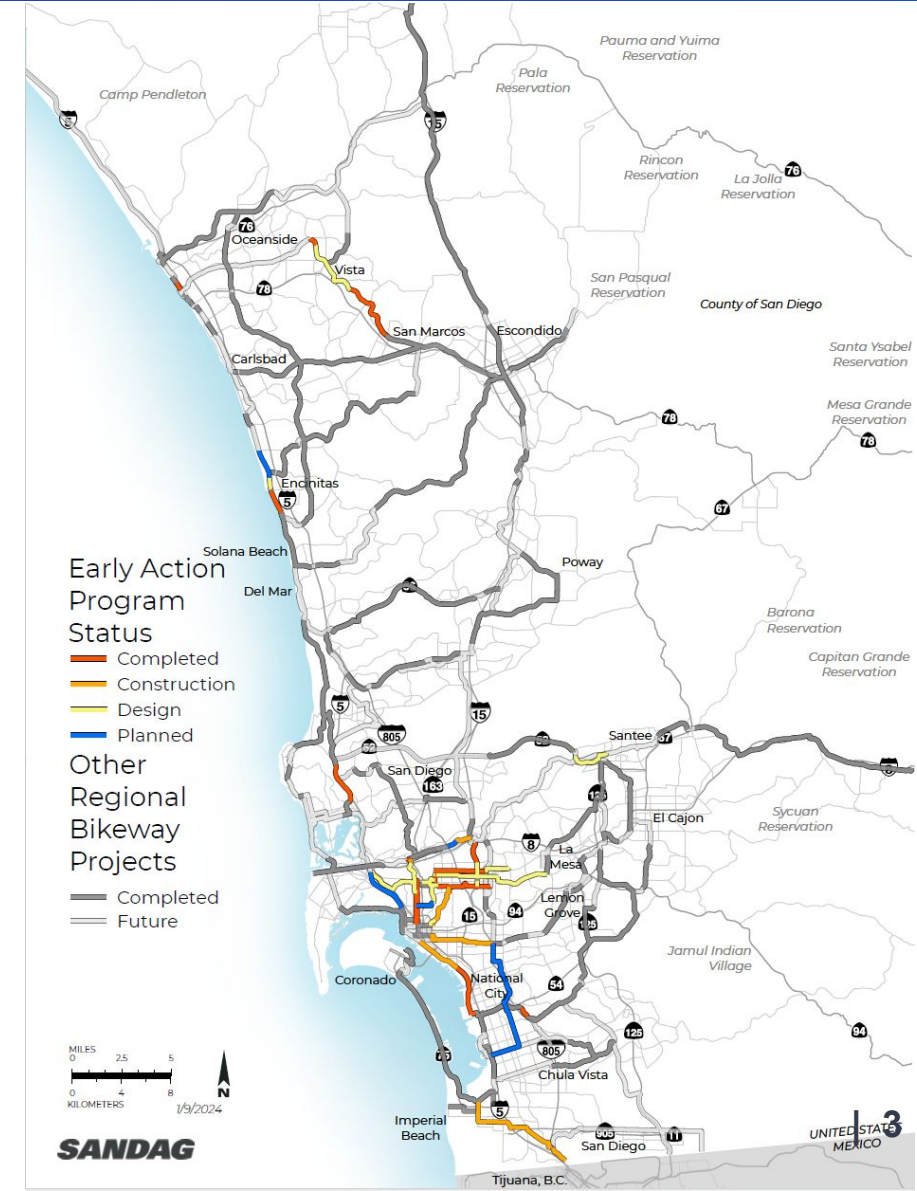 Pauma and Yuima
Reservation
Pala
Reservation
Camp Pendleton
5
15
Rincon
Reservation
La Jolla
Reservation
76
76
Oceanside
Vista
San Pasqual
Reservation
78
County of San Diego
San Marcos
Escondido
Santa Ysabel
Reservation
Carlsbad
Mesa Grande
Reservation
78
78
Encinitas
5
67
Solana Beach
Poway
Del Mar
Early Action
Program
Status
Completed
Construction
Design
Planned
Other
Regional
Bikeway
Projects
Completed
Future
Barona
Reservation
Capitan Grande
Reservation
5
15
805
Santee
67
San Diego
163
El Cajon
Sycuan
Reservation
8
La
Mesa
Lemon
Grove
15
94
125
Jamul Indian
Village
Coronado
National
City
54
125
94
805
Chula Vista
MILES
0 2.5 5
0 4 8
KILOMETERS
1/9/2024
N
SANDAG
Imperial
Beach
5
905
11
San Diego
UNITED STATES
MEXICO
| 3
Tijuana, B.C.